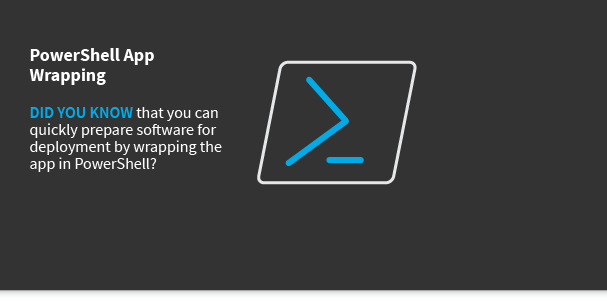 PowerShell App
Wrapping
DID YOU KNOW that you can
quickly prepare software for
deployment by wrapping the
app in PowerShell?